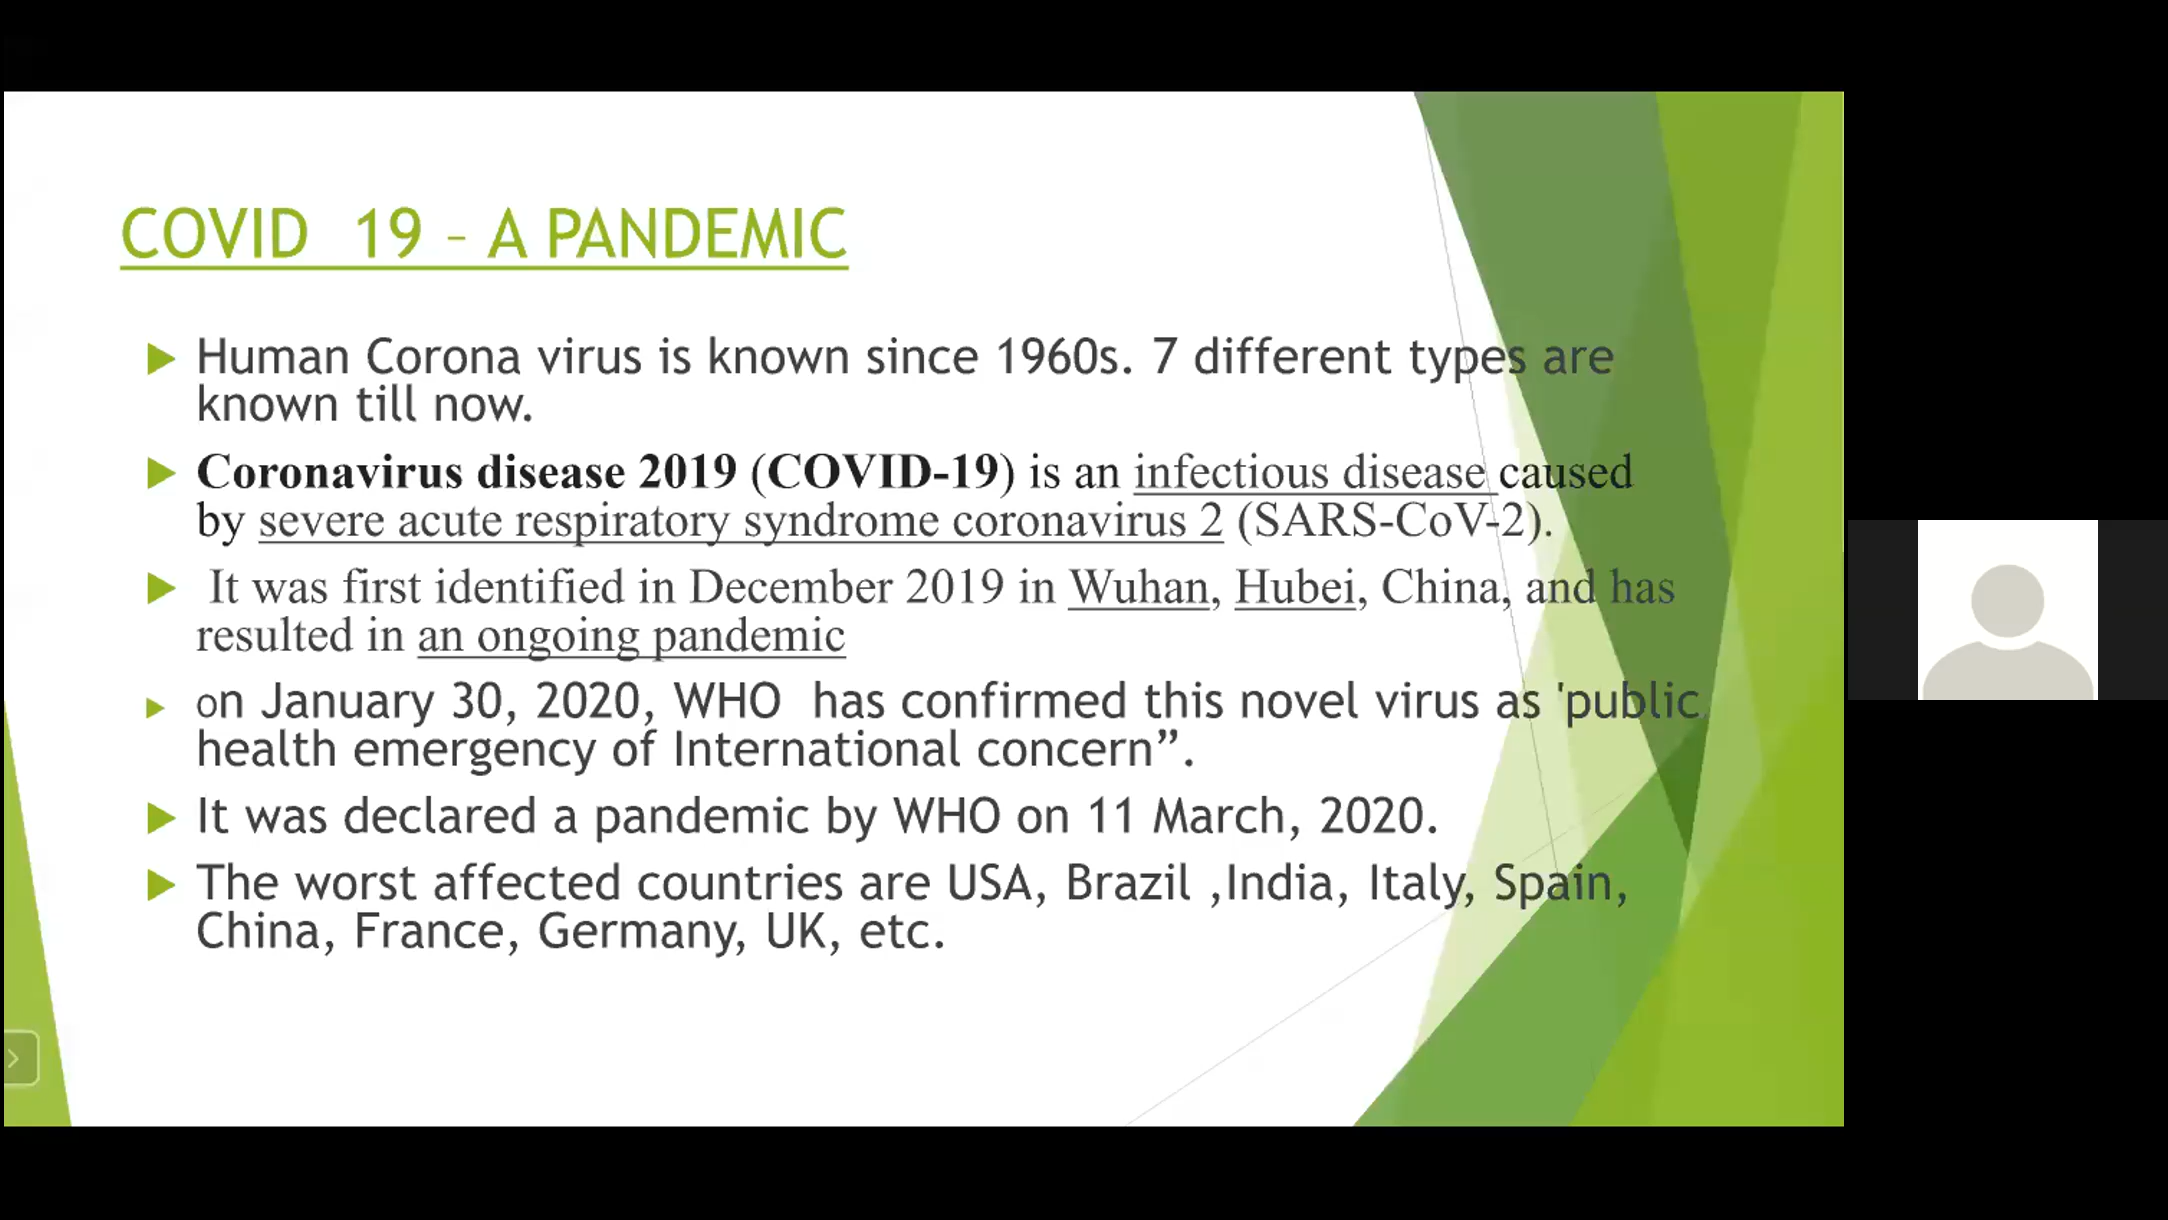 COVID 19 – A PANDEMIC
Human Corona virus is known since 1960s. 7 different types are
known till now.
Coronavirus disease 2019 (COVID-19) is an infectious disease caused
by severe acute respiratory syndrome coronavirus 2 (SARS-CoV-2).
It was first identified in December 2019 in Wuhan, Hubei, China, and has
resulted in an ongoing pandemic
on January 30, 2020, WHO has confirmed this novel virus as 'public
health emergency of International concern”.
It was declared a pandemic by WHO on 11 March, 2020.
The worst affected countries are USA, Brazil ,India, Italy, Spain,
China, France, Germany, UK, etc.